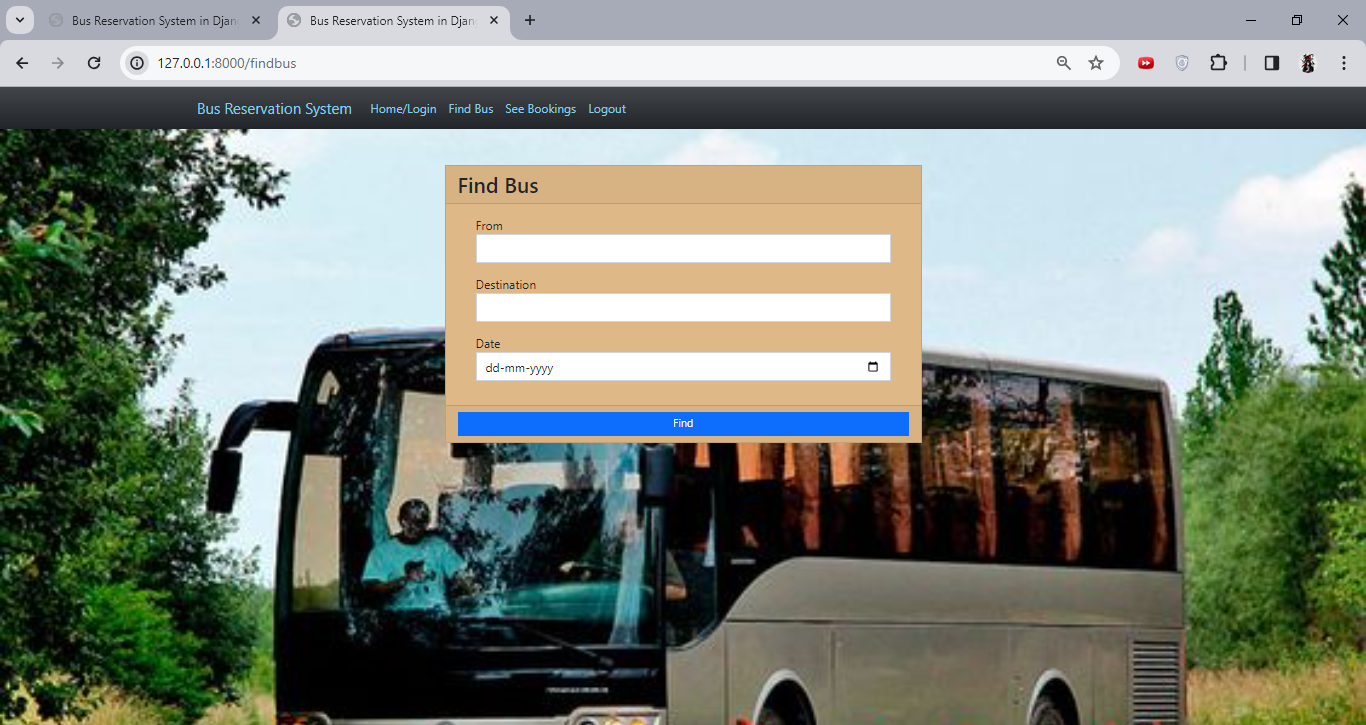 Bus Reservation System in Djan
Bus Reservation System in Djan
127.0.0.1:8000/findbus
Bus Reservation System Home/Login Find Bus See Bookings Logout
Find Bus
From
Destination
Date
dd-mm-yyyy
Find